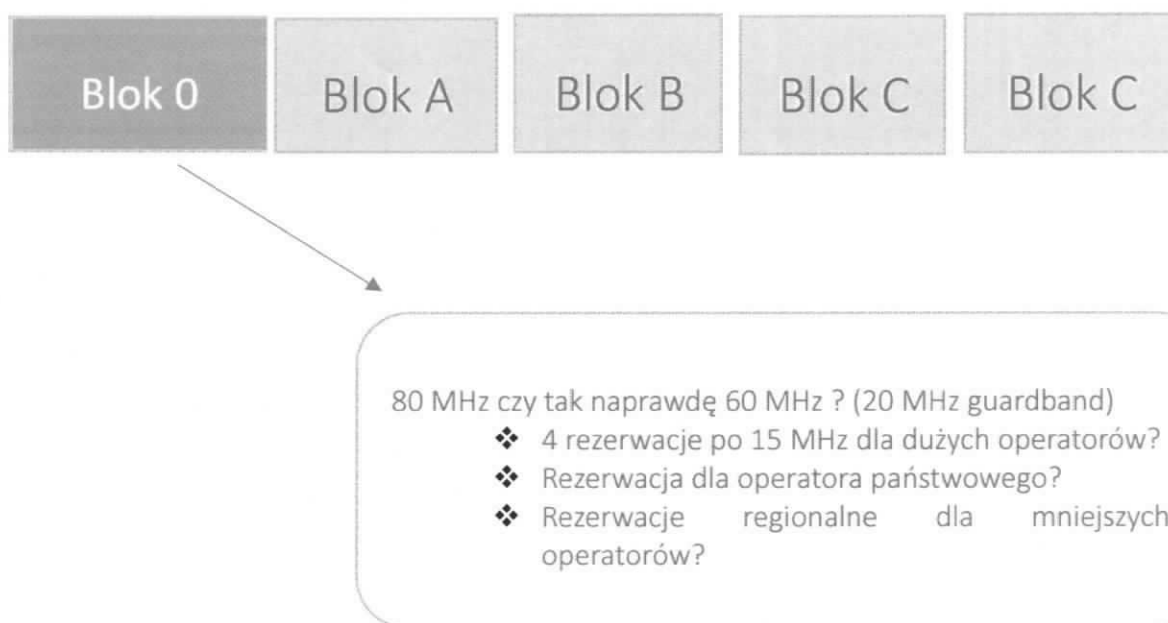 Blok 0 Blok A Blok B Blok C Blok C
80 MHz czy tak naprawdę 60 MHz ? (20 MHz guardband)
❖ 4 rezerwacje po 15 MHz dla dużych operatorów?
❖ Rezerwacja dla operatora państwowego?
❖ Rezerwacje regionalne dla mniejszych
operatorów?